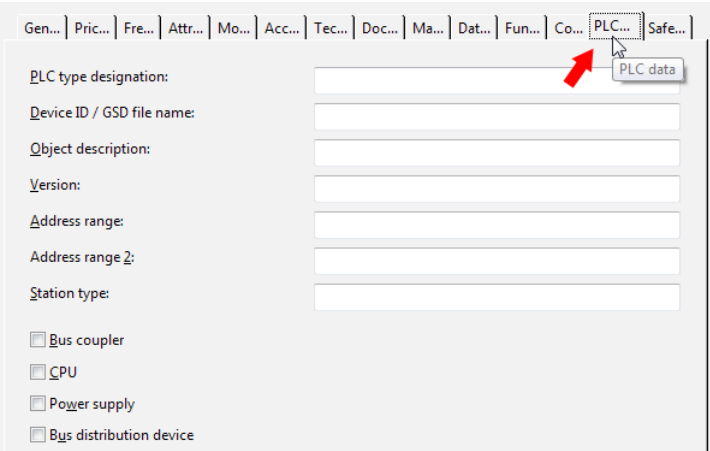 Gen... Pric... Fre... Attr... Mo... Acc... Tec... Doc... Ma... Dat... Fun... Co... PLC... Safe...
PLC data
PLC type designation:
Device ID / GSD file name:
Object description:
Version:
Address range:
Address range 2:
Station type:
Bus coupler
CPU
Power supply
Bus distribution device